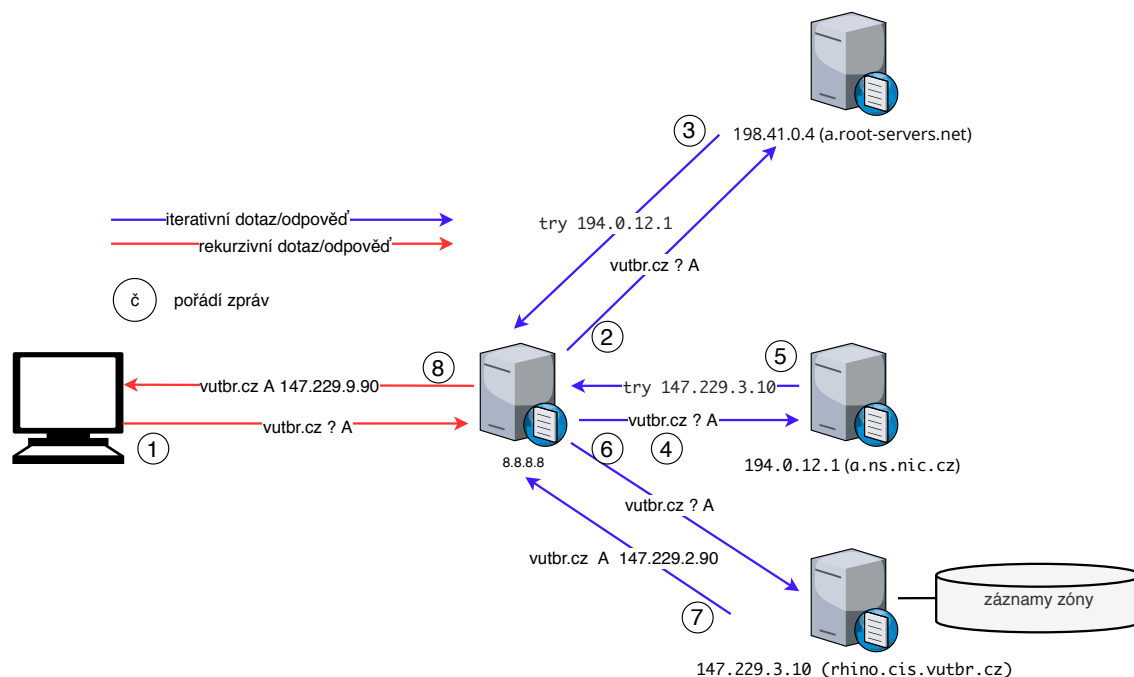 3
198.41.0.4 (a.root-servers.net)
iterativní dotaz/odpověď
try 194.0.12.1
rekurzivní dotaz/odpověď
vutbr.cz ? A
č
pořádí zpráv
2
8
5
vutbr.cz A 147.229.9.90
try 147.229.3.10
vutbr.cz ? A
vutbr.cz ? A
1
6
4
8.8.8.8
194.0.12.1 (a.ns.nic.cz)
vutbr.cz ? A
vutbr.cz A 147.229.2.90
záznamy zóny
7
147.229.3.10 (rhino.cis.vutbr.cz)